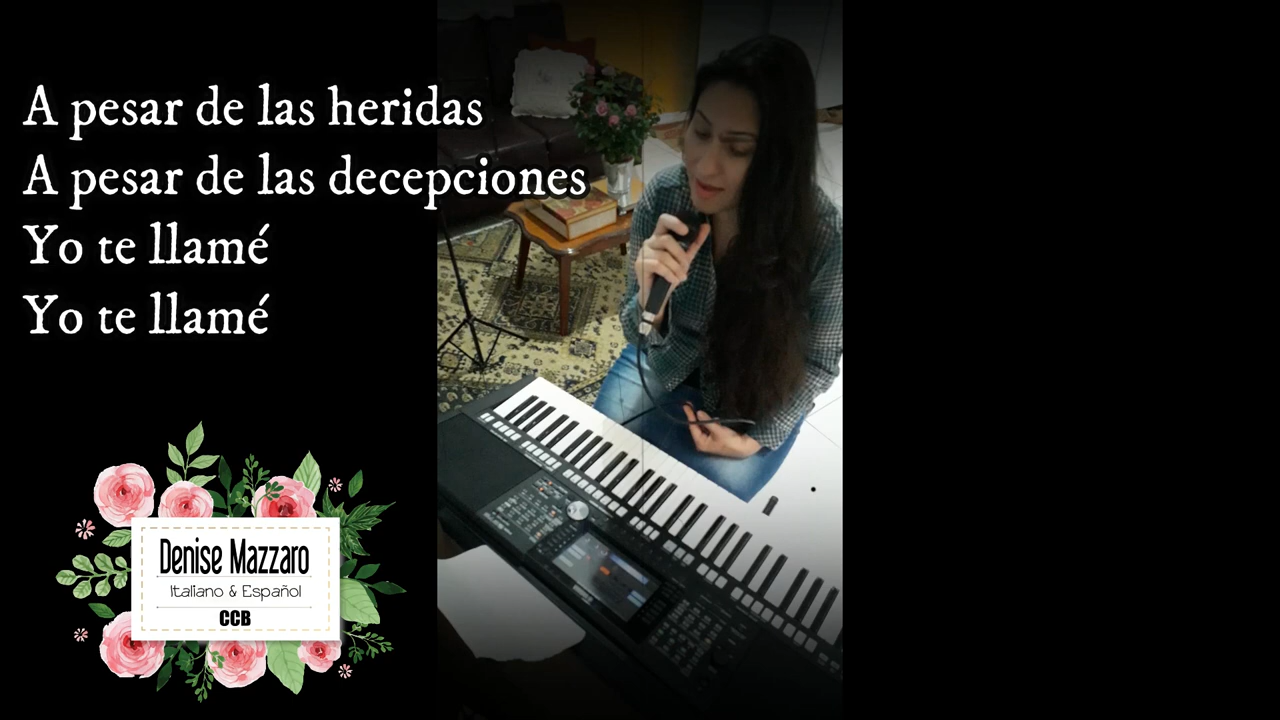 A pesar de las heridas
A pesar de las decepciones
Yo te llamé
Yo te llamé
Denise Mazzaro
Italiano & Español
CCB